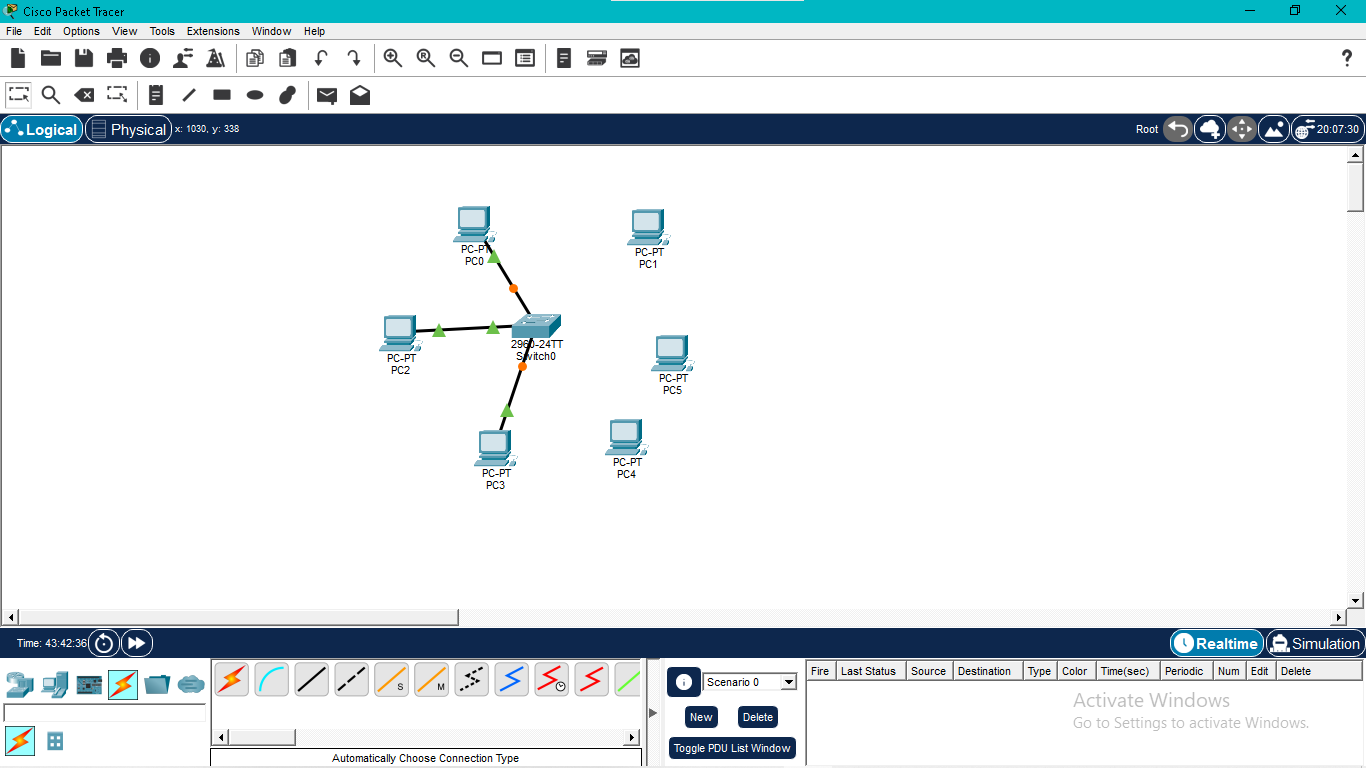 Cisco Packet Tracer
File Edit Options View Tools Extensions Window Help
Logical Physical x: 1030, y: 338 Root 20:07:30
PC-PT
PC0
PC-PT
PC1
2960-24TT
Switch0
PC-PT
PC2
PC-PT
PC5
PC-PT
PC3
PC-PT
PC4
Time: 43:42:36 Realtime Simulation
Scenario 0
New Delete
Toggle PDU List Window
Fire Last Status Source Destination Type Color Time(sec) Periodic Num Edit Delete
S M
Automatically Choose Connection Type
Activate Windows
Go to Settings to activate Windows.